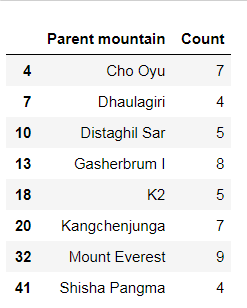 Parent mountain Count
4 Cho Oyu 7
7 Dhaulagiri 4
10 Distaghil Sar 5
13 Gasherbrum I 8
18 K2 5
20 Kangchenjunga 7
32 Mount Everest 9
41 Shisha Pangma 4